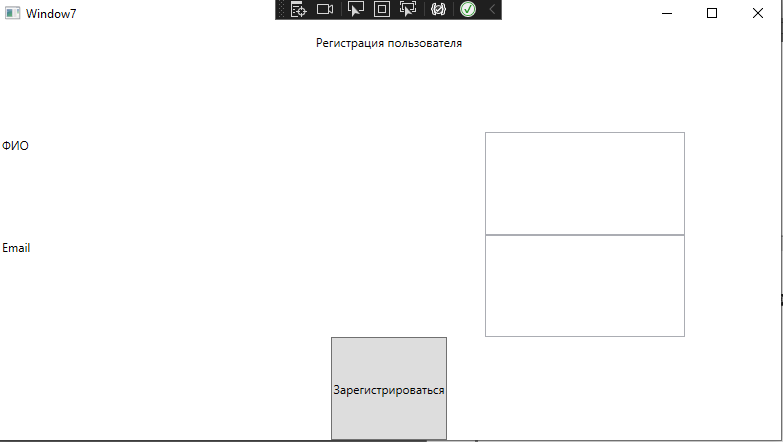 Window7
Регистрация пользователя
ФИО
Email
Зарегистрироваться